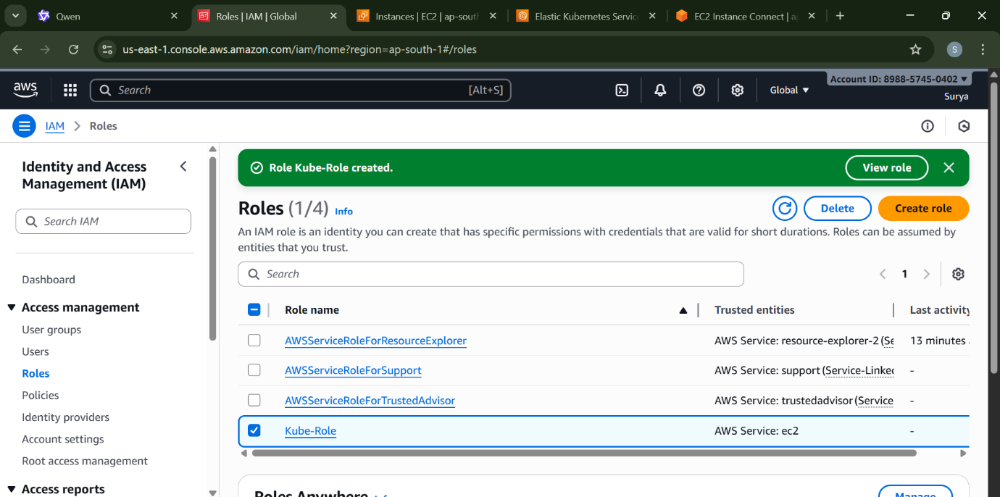 Qwen
Roles | IAM | Global
Instances | EC2 | ap-sout
Elastic Kubernetes Servic
EC2 Instance Connect | a
us-east-1.console.aws.amazon.com/iam/home?region=ap-south-1#/roles
S
aws
Search
[Alt+S]
Global
Account ID: 8988-5745-0402
Surya
IAM
Roles
Identity and Access
Management (IAM)
Search IAM
Dashboard
Access management
User groups
Users
Roles
Policies
Identity providers
Account settings
Root access management
Access reports
Role Kube-Role created.
View role
Roles (1/4) Info
Delete
Create role
An IAM role is an identity you can create that has specific permissions with credentials that are valid for short durations. Roles can be assumed by
entities that you trust.
Search
1
Role name
Trusted entities
Last activity
AWSServiceRoleForResourceExplorer
AWS Service: resource-explorer-2 (Se
13 minutes
AWSServiceRoleForSupport
AWS Service: support (Service-Linked
-
AWSServiceRoleForTrustedAdvisor
AWS Service: trustedadvisor (Service
-
Kube-Role
AWS Service: ec2
-
Roles Anywhere
Manage